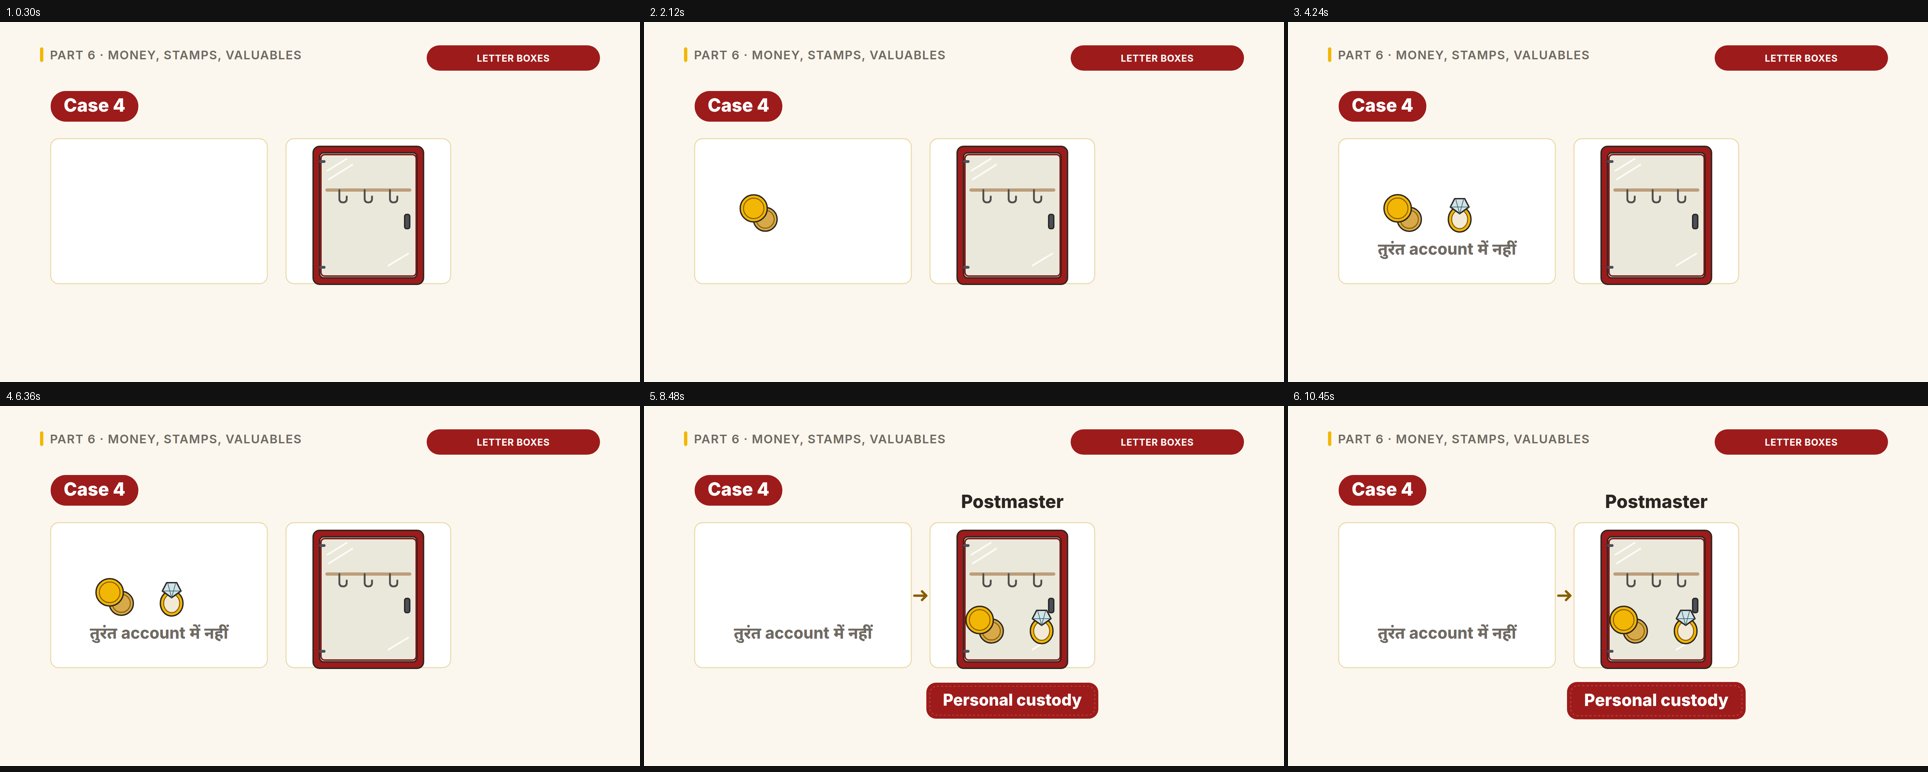 1. 0.30s
PART 6 · MONEY, STAMPS, VALUABLES
LETTER BOXES
Case 4
2. 2.12s
PART 6 · MONEY, STAMPS, VALUABLES
LETTER BOXES
Case 4
3. 4.24s
PART 6 · MONEY, STAMPS, VALUABLES
LETTER BOXES
Case 4
तुरंत account में नहीं
4. 6.36s
PART 6 · MONEY, STAMPS, VALUABLES
LETTER BOXES
Case 4
तुरंत account में नहीं
5. 8.48s
PART 6 · MONEY, STAMPS, VALUABLES
LETTER BOXES
Case 4
Postmaster
तुरंत account में नहीं
Personal custody
6. 10.45s
PART 6 · MONEY, STAMPS, VALUABLES
LETTER BOXES
Case 4
Postmaster
तुरंत account में नहीं
Personal custody